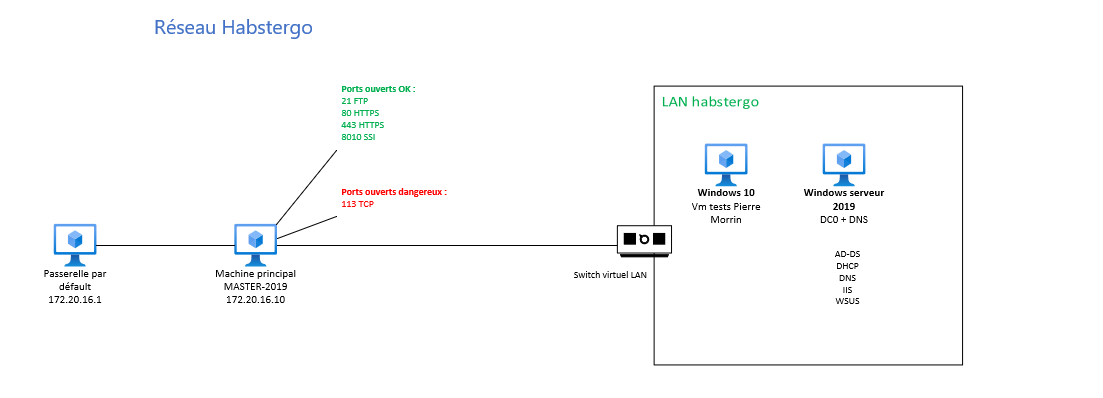 Réseau Habstergo
Ports ouverts OK :
21 FTP
80 HTTPS
443 HTTPS
8010 SSI
Ports ouverts dangereux :
113 TCP
Passerelle par
défault
172.20.16.1
Machine principal
MASTER-2019
172.20.16.10
Switch virtuel LAN
LAN habstergo
Windows 10
Vm tests Pierre
Morrin
Windows serveur
2019
DC0 + DNS
AD-DS
DHCP
DNS
IIS
WSUS